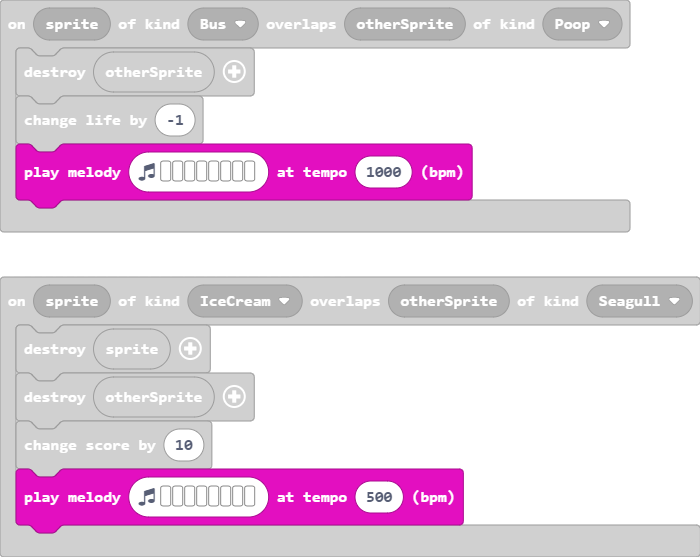 on sprite of kind Bus overlaps otherSprite of kind Poop
destroy otherSprite
change life by -1
play melody at tempo 1000 (bpm)
on sprite of kind IceCream overlaps otherSprite of kind Seagull
destroy sprite
destroy otherSprite
change score by 10
play melody at tempo 500 (bpm)